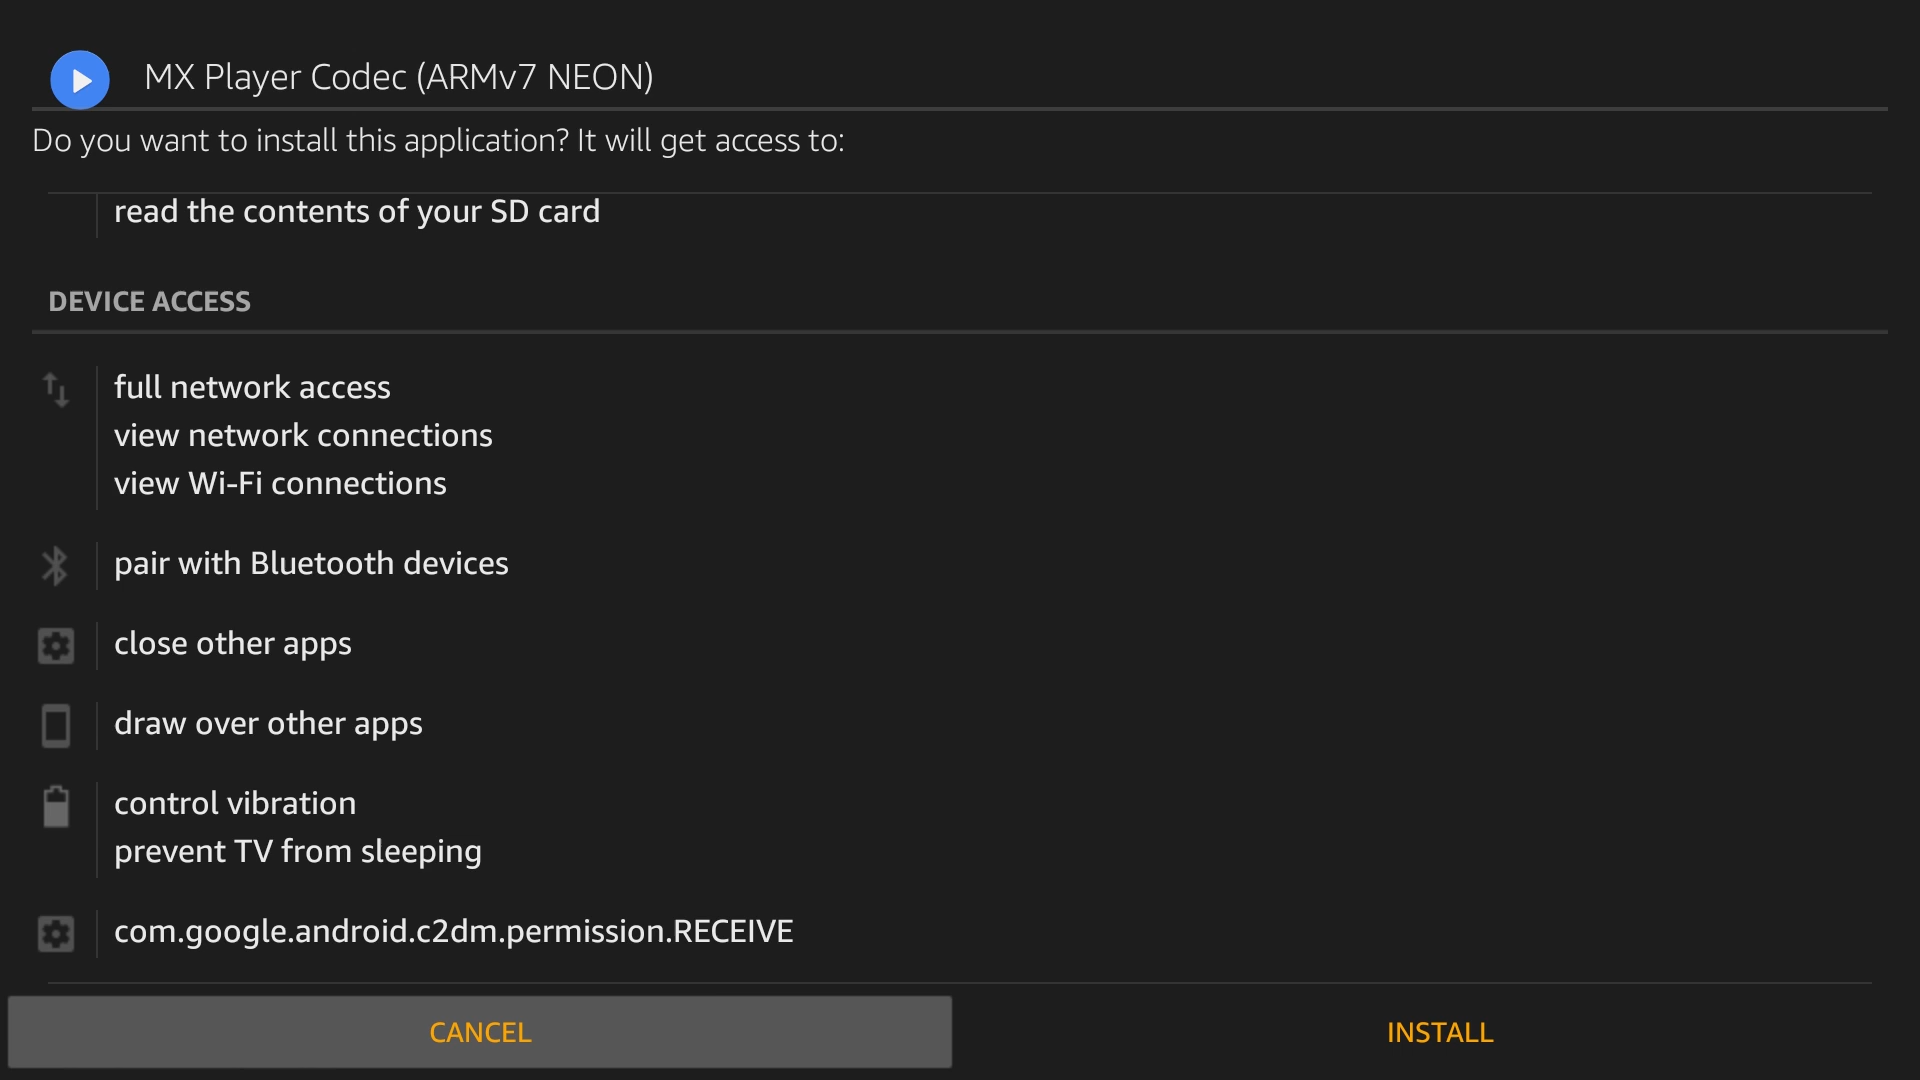 MX Player Codec (ARMv7 NEON)
Do you want to install this application? It will get access to:
read the contents of your SD card
DEVICE ACCESS
full network access
view network connections
view Wi-Fi connections
pair with Bluetooth devices
close other apps
draw over other apps
control vibration
prevent TV from sleeping
com.google.android.c2dm.permission.RECEIVE
CANCEL
INSTALL